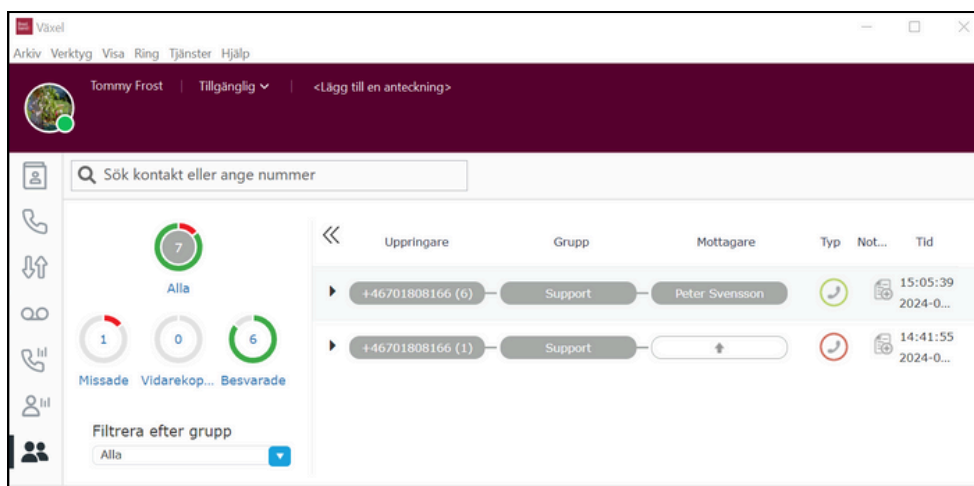 Växel
Arkiv Verktyg Visa Ring Tjänster Hjälp
Tommy Frost | Tillgänglig | <Lägg till en anteckning>
Sök kontakt eller ange nummer
7
Alla
1 0 6
Missade Vidarekop... Besvarade
Filtrera efter grupp
Alla
Uppringare Grupp Mottagare Typ Not... Tid
+46701808166 (6) Support Peter Svensson 15:05:39
2024-0...
+46701808166 (1) Support 14:41:55
2024-0...